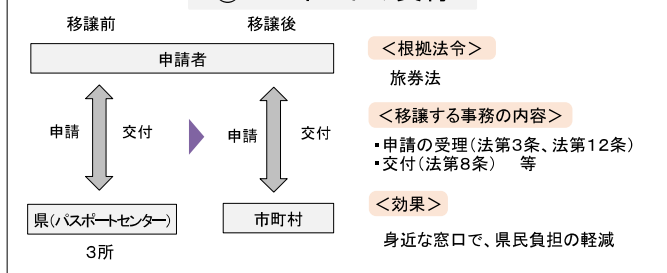 移譲前
移譲後
申請者
申請
交付
申請
交付
県(パスポートセンター)
3所
市町村
<根拠法令>
旅券法
<移譲する事務の内容>
・申請の受理(法第3条、法第12条)
・交付(法第8条) 等
<効果>
身近な窓口で、県民負担の軽減